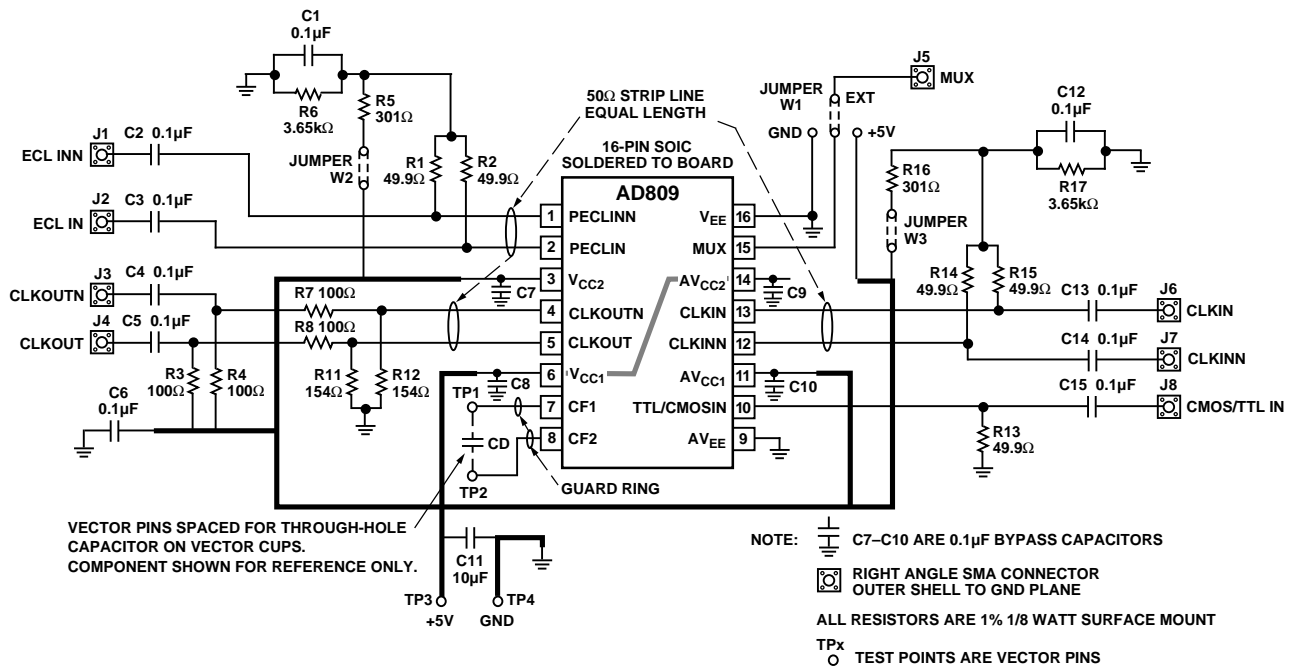 C1
0.1µF
R6
3.65kΩ
R5
301Ω
JUMPER
W2
J1
C2 0.1µF
ECL INN
J2
C3 0.1µF
ECL IN
R1
49.9Ω
R2
49.9Ω
50Ω STRIP LINE
EQUAL LENGTH
16-PIN SOIC
SOLDERED TO BOARD
JUMPER
W1
EXT
GND
+5V
J5
MUX
C12
0.1µF
R17
3.65kΩ
R16
301Ω
JUMPER
W3
AD809
1 PECLINN
2 PECLIN
3 VCC2
4 CLKOUTN
5 CLKOUT
6 VCC1
7 CF1
8 CF2
VEE 16
MUX 15
AVCC2 14
CLKIN 13
CLKINN 12
AVCC1 11
TTL/CMOSIN 10
AVEE 9
J3
C4 0.1µF
CLKOUTN
J4
C5 0.1µF
CLKOUT
R7 100Ω
R8 100Ω
R3
100Ω
R4
100Ω
R11
154Ω
R12
154Ω
C6
0.1µF
C7
C8
C9
C10
TP1
CD
TP2
GUARD RING
R14
49.9Ω
R15
49.9Ω
C13 0.1µF
J6
CLKIN
C14 0.1µF
J7
CLKINN
C15 0.1µF
J8
CMOS/TTL IN
R13
49.9Ω
VECTOR PINS SPACED FOR THROUGH-HOLE
CAPACITOR ON VECTOR CUPS.
COMPONENT SHOWN FOR REFERENCE ONLY.
C11
10µF
TP3
+5V
TP4
GND
NOTE: C7–C10 ARE 0.1µF BYPASS CAPACITORS
RIGHT ANGLE SMA CONNECTOR
OUTER SHELL TO GND PLANE
ALL RESISTORS ARE 1% 1/8 WATT SURFACE MOUNT
TPx
TEST POINTS ARE VECTOR PINS